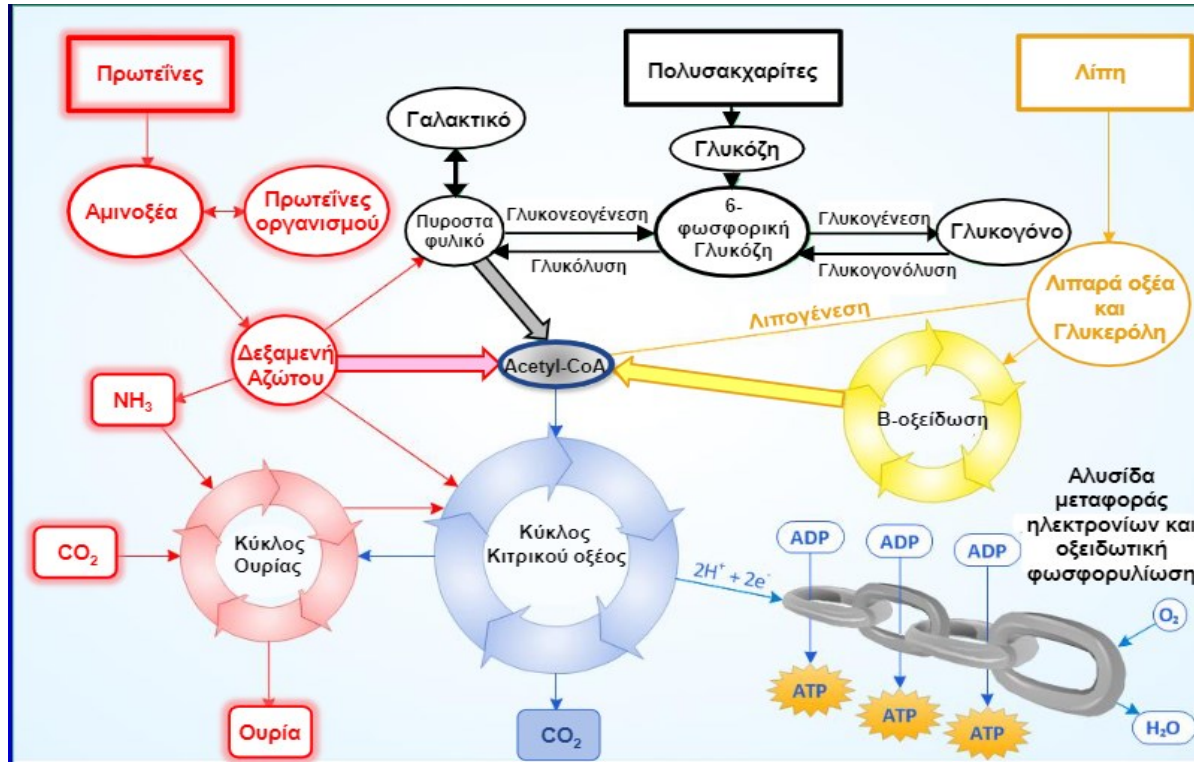 Πρωτεΐνες
Πολυσακχαρίτες
Λίπη
Γαλακτικό
Γλυκόζη
Αμινοξέα
Πρωτεΐνες
οργανισμού
Πυροστα
φυλικό
Γλυκονεογένεση
Γλυκόλυση
6-
φωσφορική
Γλυκόζη
Γλυκογένεση
Γλυκογονόλυση
Γλυκογόνο
Λιπαρά οξέα
και
Γλυκερόλη
Λιπογένεση
Δεξαμενή
Αζώτου
Acetyl-CoA
NH₃
Β-οξείδωση
CO₂
Κύκλος
Ουρίας
Κύκλος
Κιτρικού οξέος
2H⁺ + 2e⁻
Αλυσίδα
μεταφοράς
ηλεκτρονίων και
οξειδωτική
φωσφορυλίωση
ADP
ADP
ADP
O₂
ATP
ATP
ATP
H₂O
Ουρία
CO₂